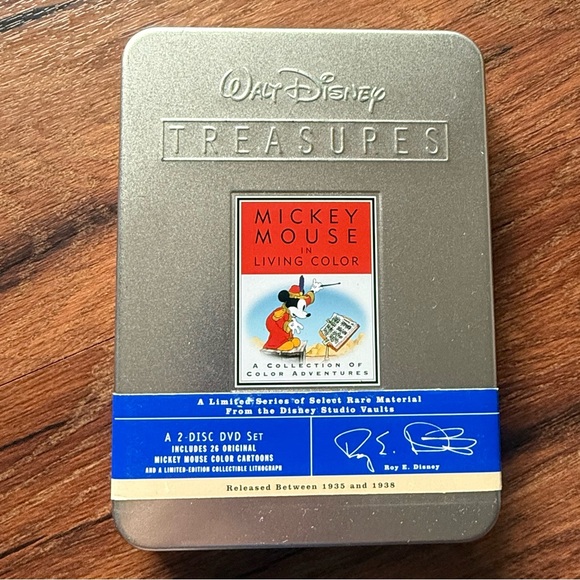 Walt Disney
TREASURES
MICKEY
MOUSE
IN
LIVING COLOR
A COLLECTION OF
COLOR ADVENTURES
A Limited Series of Select Rare Material
From the Disney Studio Vaults
A 2-DISC DVD SET
INCLUDES 26 ORIGINAL
MICKEY MOUSE COLOR CARTOONS
AND A LIMITED-EDITION COLLECTIBLE LITHOGRAPH
Roy E. Disney
Roy E. Disney
Released Between 1935 and 1938